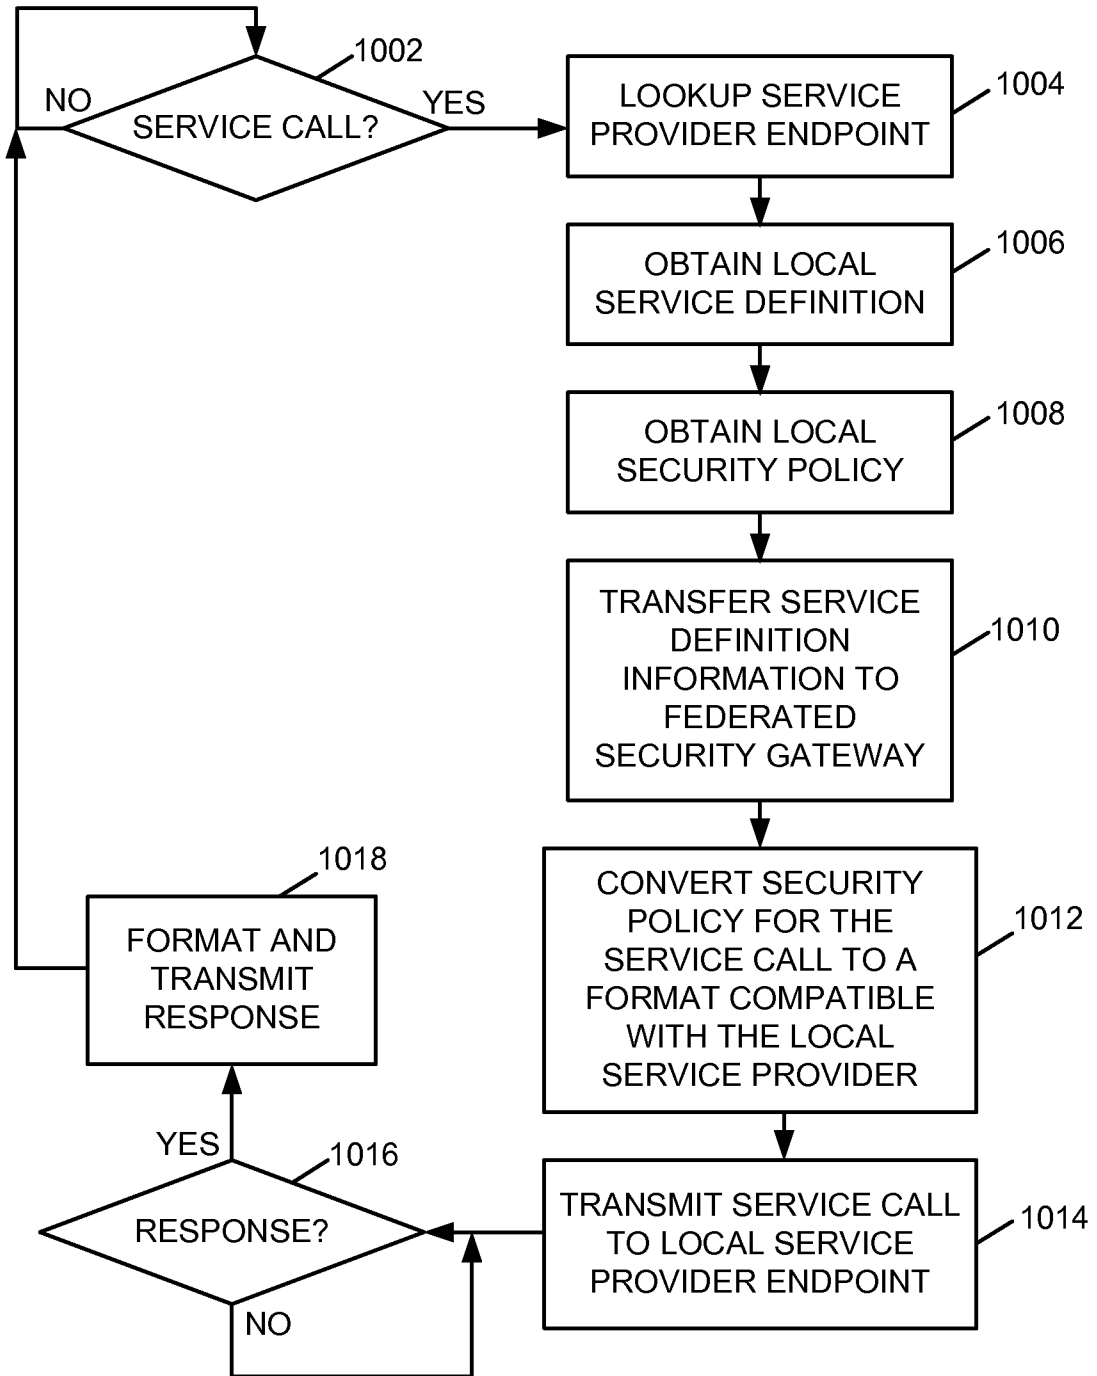 1002
NO
YES
SERVICE CALL?
LOOKUP SERVICE
PROVIDER ENDPOINT
1004
OBTAIN LOCAL
SERVICE DEFINITION
1006
OBTAIN LOCAL
SECURITY POLICY
1008
TRANSFER SERVICE
DEFINITION
INFORMATION TO
FEDERATED
SECURITY GATEWAY
1010
CONVERT SECURITY
POLICY FOR THE
SERVICE CALL TO A
FORMAT COMPATIBLE
WITH THE LOCAL
SERVICE PROVIDER
1012
TRANSMIT SERVICE CALL
TO LOCAL SERVICE
PROVIDER ENDPOINT
1014
1016
RESPONSE?
NO
YES
1018
FORMAT AND
TRANSMIT
RESPONSE